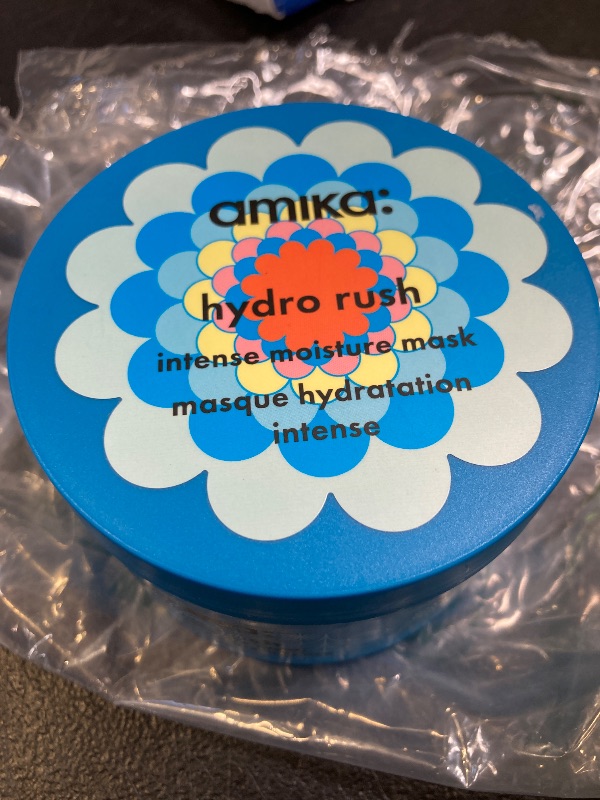 amika:
hydro rush
intense moisture mask
masque hydratation
intense